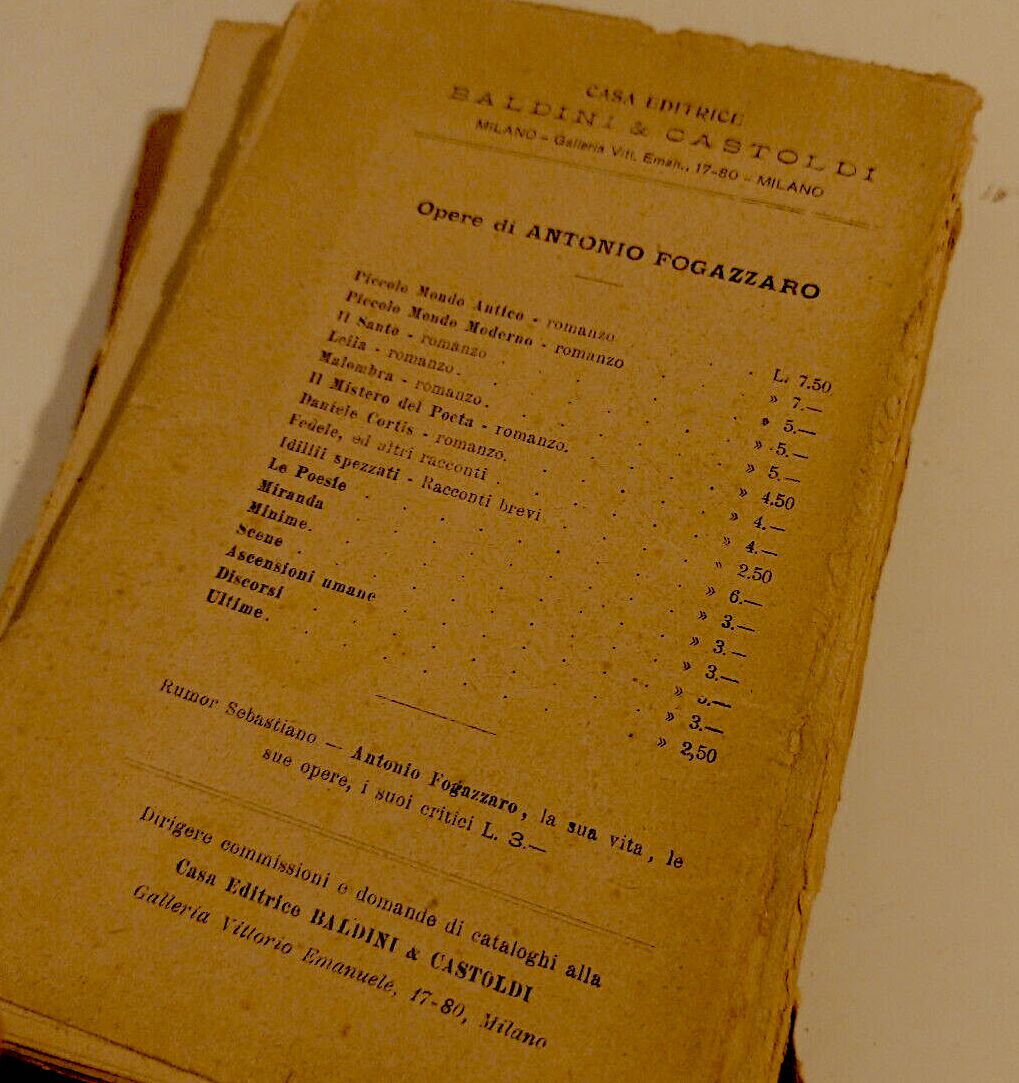 CASA EDITRICE
BALDINI & CASTOLDI
MILANO - Galleria Vitt. Eman., 17-80 - MILANO
Opere di ANTONIO FOGAZZARO
Piccolo Mondo Antico - romanzo . . . . L. 7.50
Piccolo Mondo Moderno - romanzo . . . . » 7.—
Il Santo - romanzo . . . . » 5.—
Leila - romanzo . . . . » 5.—
Malombra - romanzo . . . . » 5.—
Il Mistero del Poeta - romanzo . . . . » 4.50
Daniele Cortis - romanzo . . . . » 4.—
Fedele, ed altri racconti . . . . » 4.—
Idillii spezzati - Racconti brevi . . . . » 2.50
Le Poesie . . . . » 6.—
Miranda . . . . » 3.—
Minime . . . . » 3.—
Scene . . . . » 3.—
Ascensioni umane . . . . »
Discorsi . . . . » 3.—
Ultime . . . . » 2,50
Rumor Sebastiano — Antonio Fogazzaro, la sua vita, le
sue opere, i suoi critici L. 3.—
Dirigere commissioni e domande di cataloghi alla
Casa Editrice BALDINI & CASTOLDI
Galleria Vittorio Emanuele, 17-80, Milano